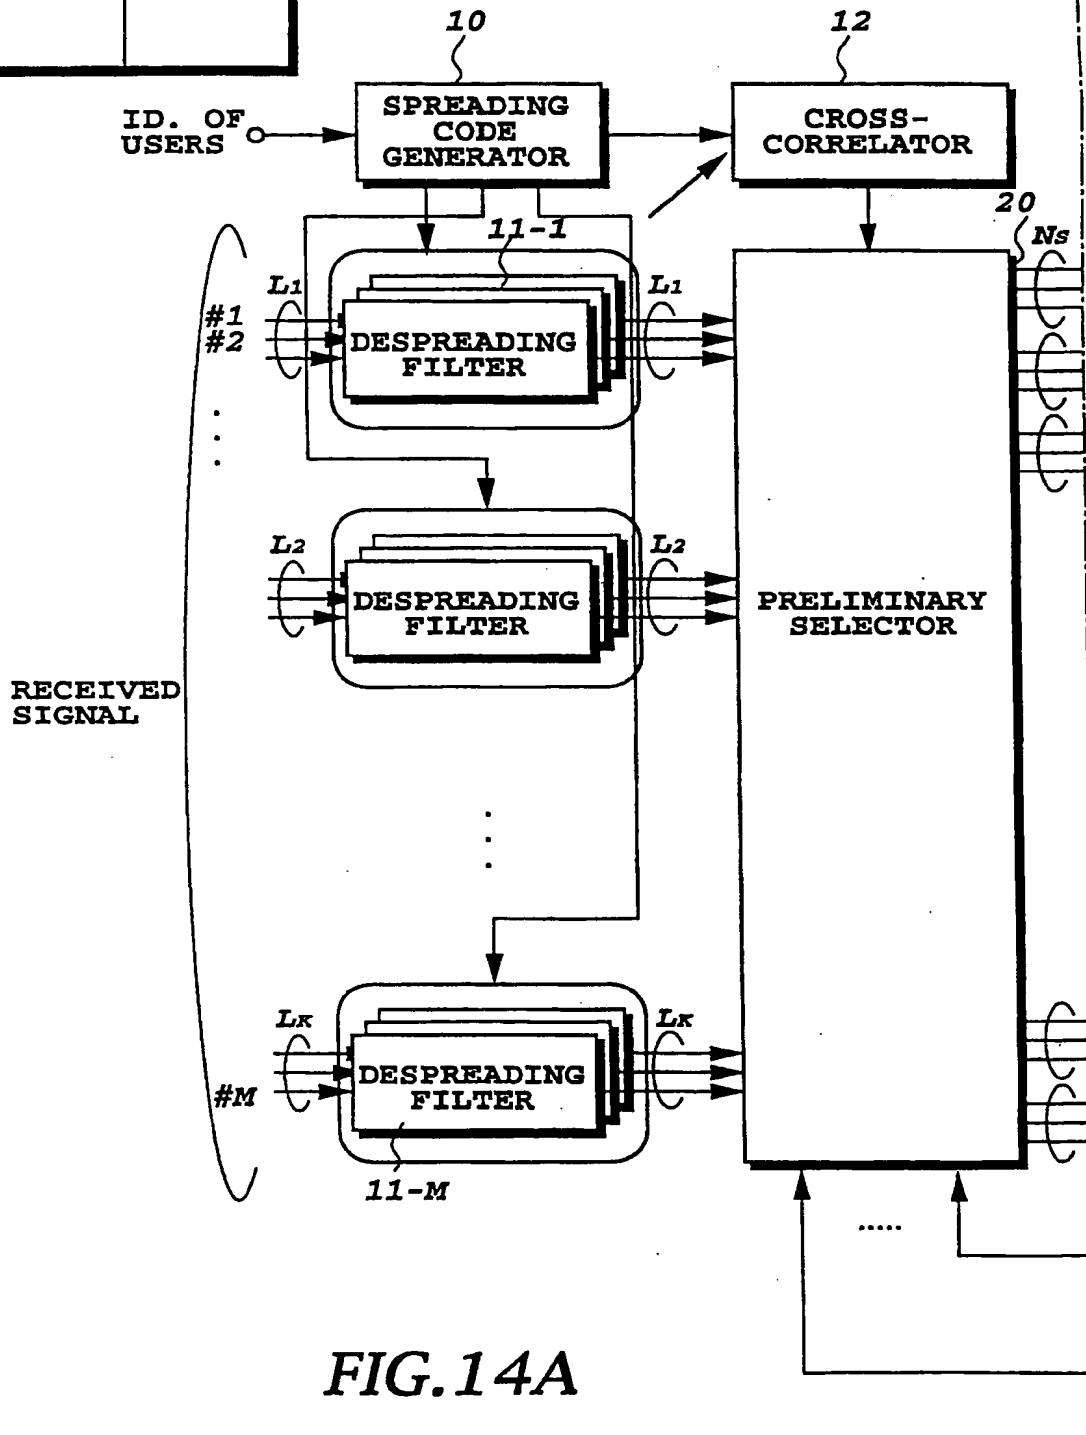 10
12
ID. OF
USERS
SPREADING
CODE
GENERATOR
CROSS-
CORRELATOR
20
11-1
Ns
L1
L1
#1
#2
DESPREADING
FILTER
L2
L2
DESPREADING
FILTER
PRELIMINARY
SELECTOR
RECEIVED
SIGNAL
LK
LK
DESPREADING
FILTER
#M
11-M
FIG.14A